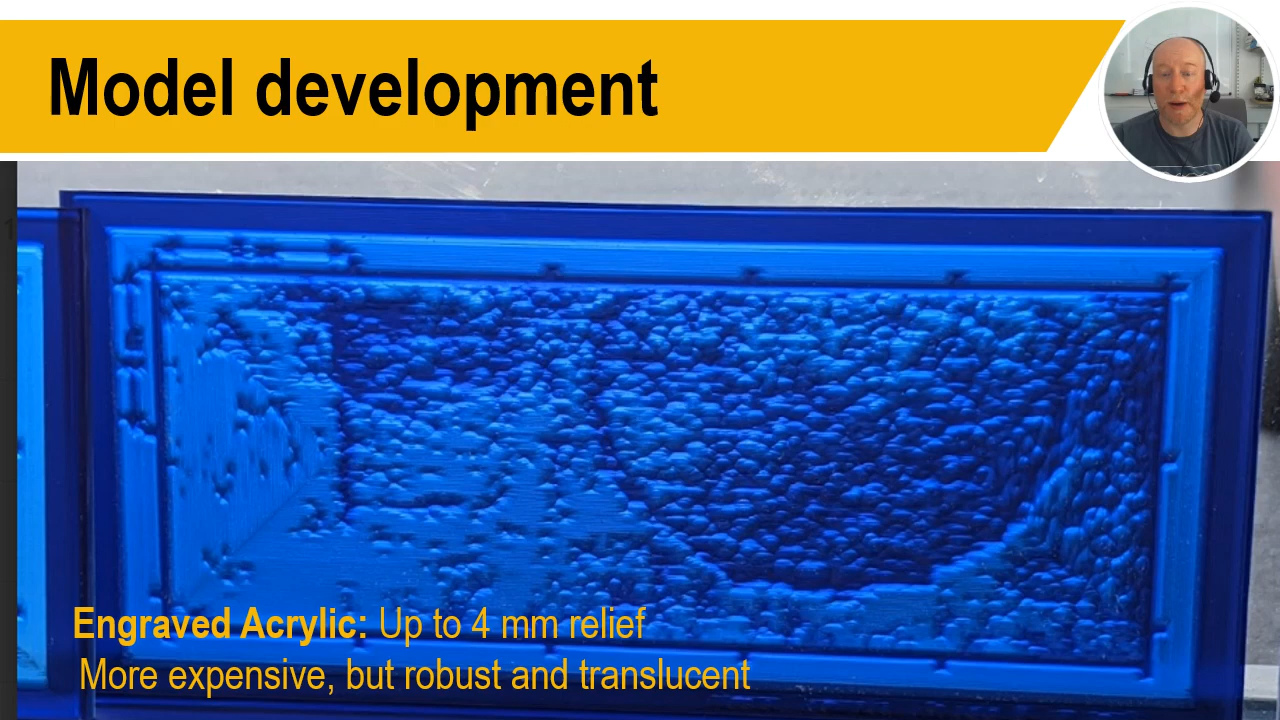 Model development
Engraved Acrylic: Up to 4 mm relief
More expensive, but robust and translucent